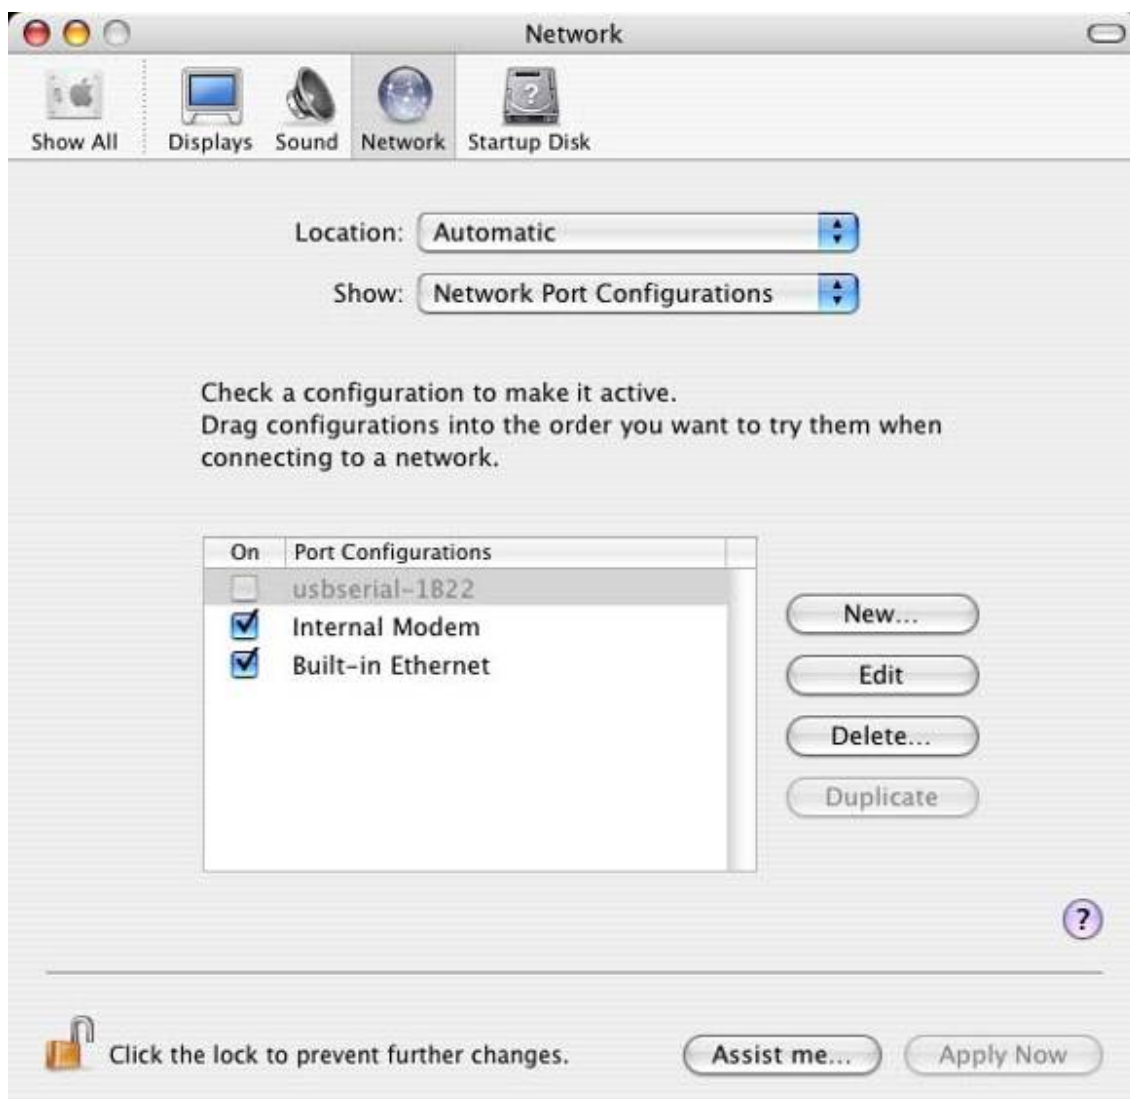 Network
Show All
Displays
Sound
Network
Startup Disk
Location: Automatic
Show: Network Port Configurations
Check a configuration to make it active.
Drag configurations into the order you want to try them when
connecting to a network.
On Port Configurations
usbserial-1B22
Internal Modem
Built-in Ethernet
New...
Edit
Delete...
Duplicate
?
Click the lock to prevent further changes.
Assist me...
Apply Now